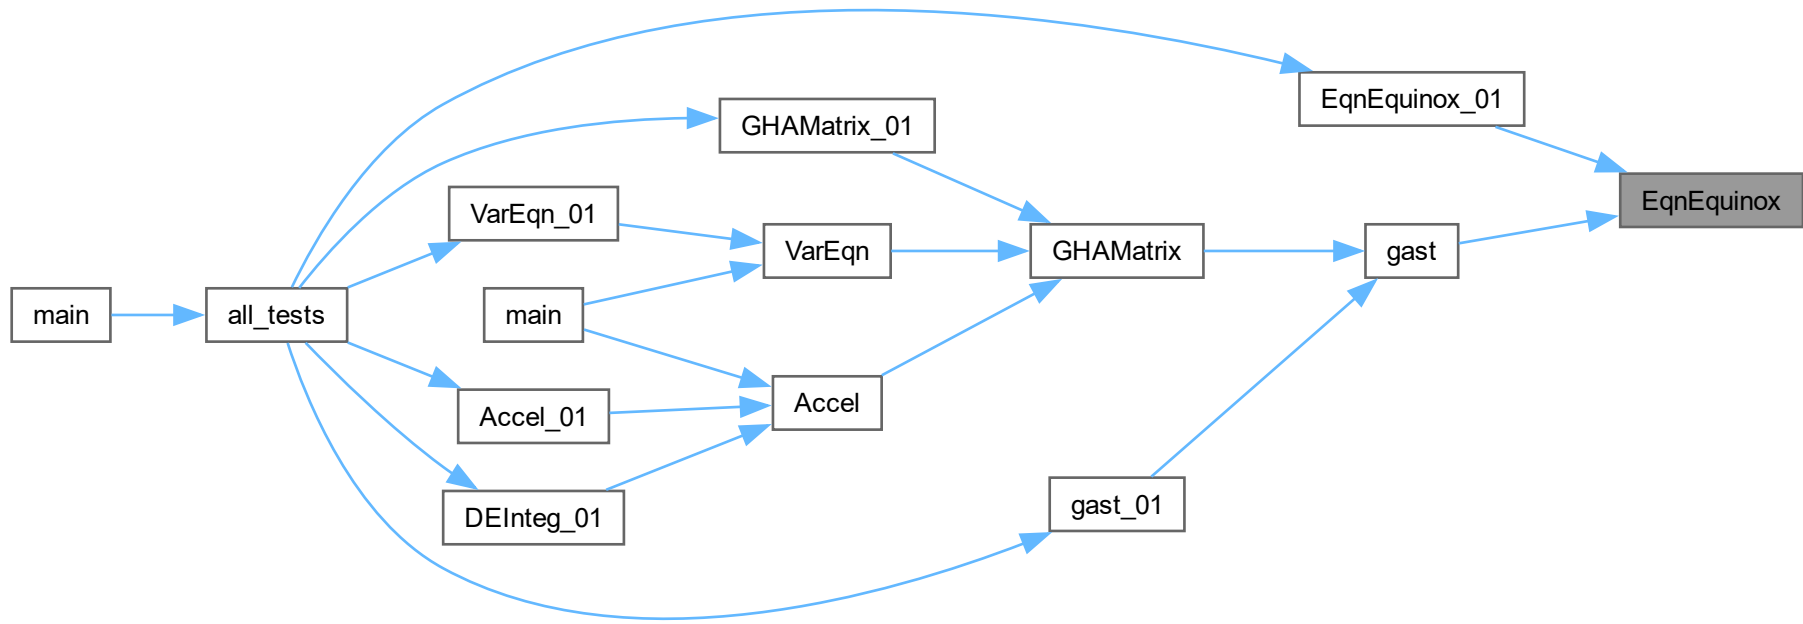 EqnEquinox_01
GHAMatrix_01
EqnEquinox
VarEqn_01
VarEqn
GHAMatrix
gast
main
all_tests
main
Accel_01
Accel
DEInteg_01
gast_01